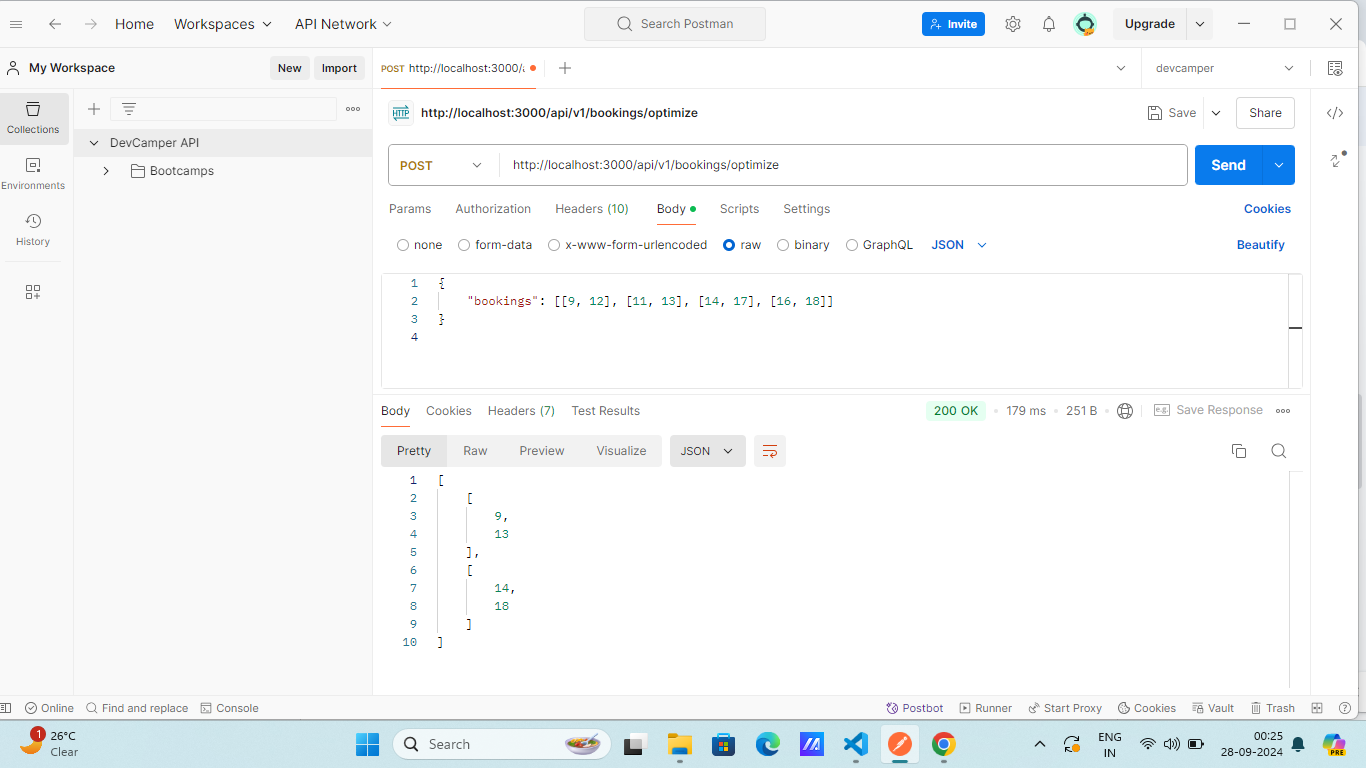 Home Workspaces API Network Search Postman Invite Upgrade
My Workspace New Import POST http://localhost:3000/a devcamper
Collections
Environments
History
DevCamper API
Bootcamps
HTTP http://localhost:3000/api/v1/bookings/optimize Save Share
POST http://localhost:3000/api/v1/bookings/optimize Send
Params Authorization Headers (10) Body Scripts Settings Cookies
none form-data x-www-form-urlencoded raw binary GraphQL JSON Beautify
1 {
2 "bookings": [[9, 12], [11, 13], [14, 17], [16, 18]]
3 }
4
Body Cookies Headers (7) Test Results 200 OK 179 ms 251 B e.g. Save Response
Pretty Raw Preview Visualize JSON
1 [
2 [
3 9,
4 13
5 ],
6 [
7 14,
8 18
9 ]
10 ]
Online Find and replace Console Postbot Runner Start Proxy Cookies Vault Trash
1 26°C
Clear
Search
ENG
IN
00:25
28-09-2024
PRE